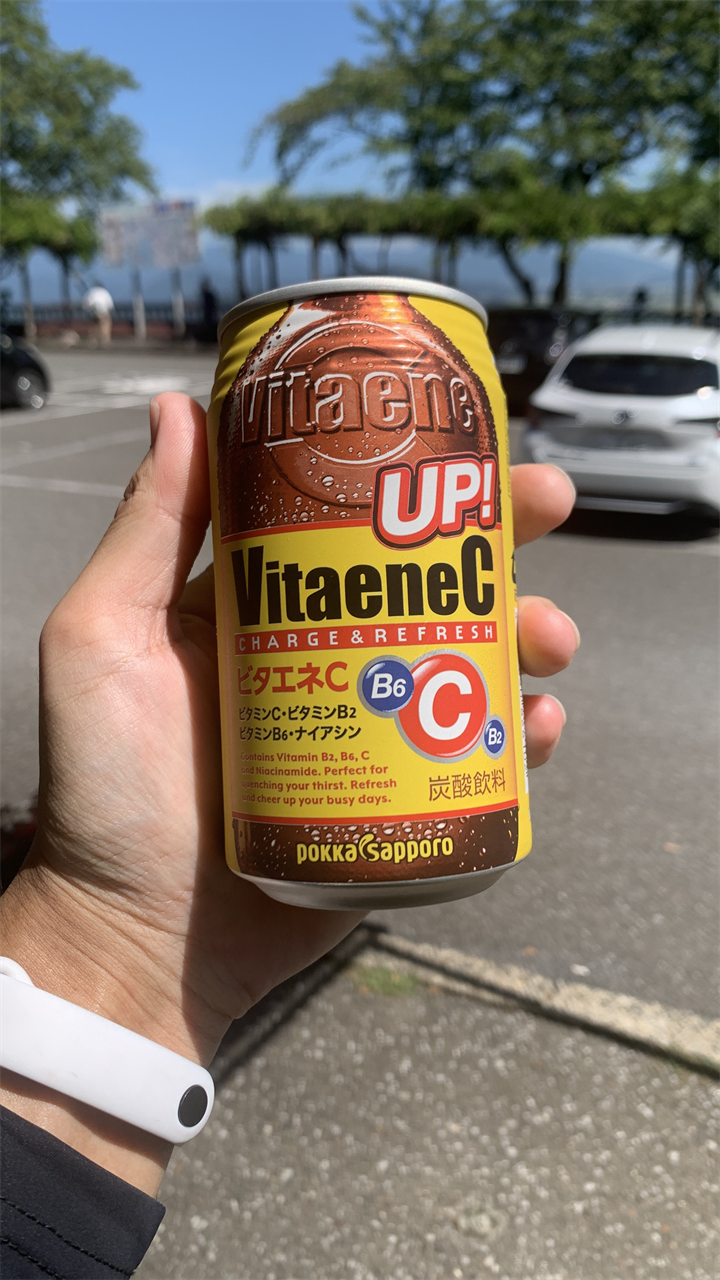 Vitaene
UP!
VitaeneC
CHARGE & REFRESH
ビタエネC
B6 C B2
ビタミンC・ビタミンB2
ビタミンB6・ナイアシン
Contains Vitamin B2, B6, C
and Niacinamide. Perfect for
quenching your thirst. Refresh
and cheer up your busy days.
炭酸飲料
pokka sapporo